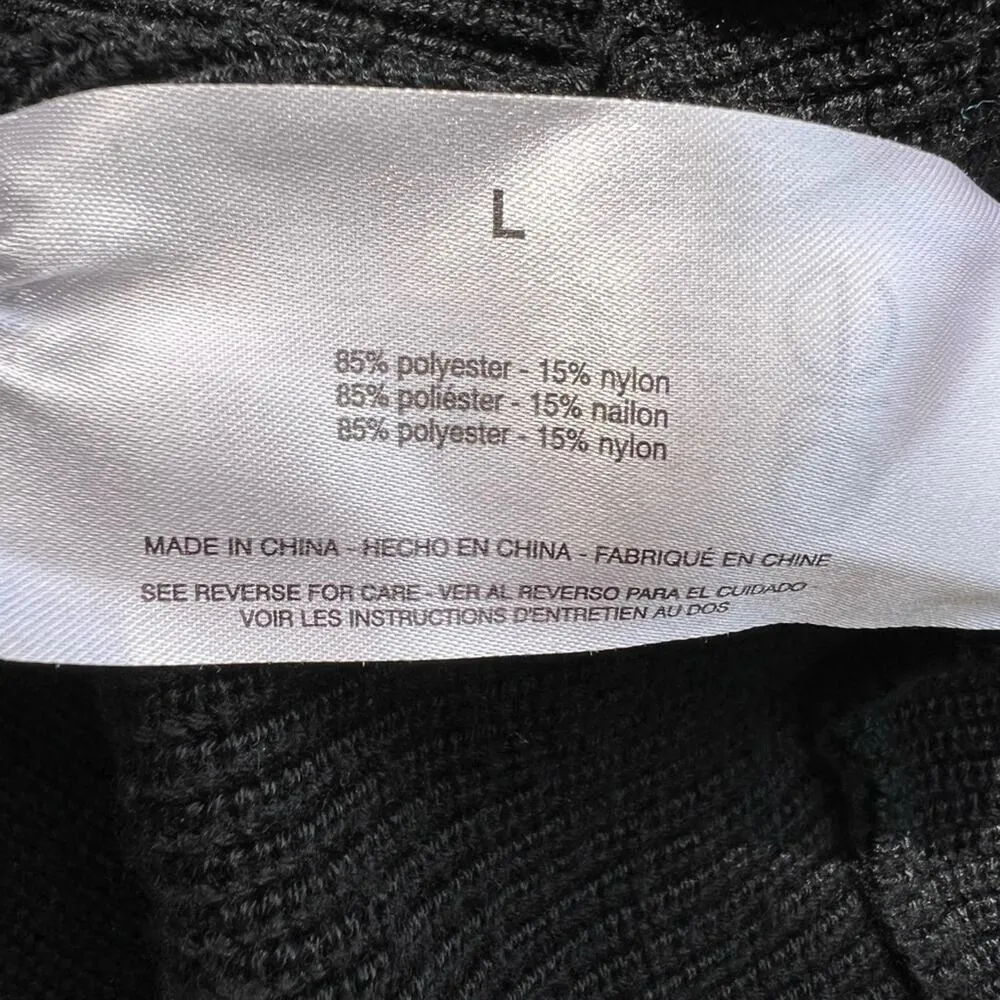 L
85% polyester - 15% nylon
85% poliéster - 15% nailon
85% polyester - 15% nylon
MADE IN CHINA - HECHO EN CHINA - FABRIQUÉ EN CHINE
SEE REVERSE FOR CARE - VER AL REVERSO PARA EL CUIDADO
VOIR LES INSTRUCTIONS D'ENTRETIEN AU DOS